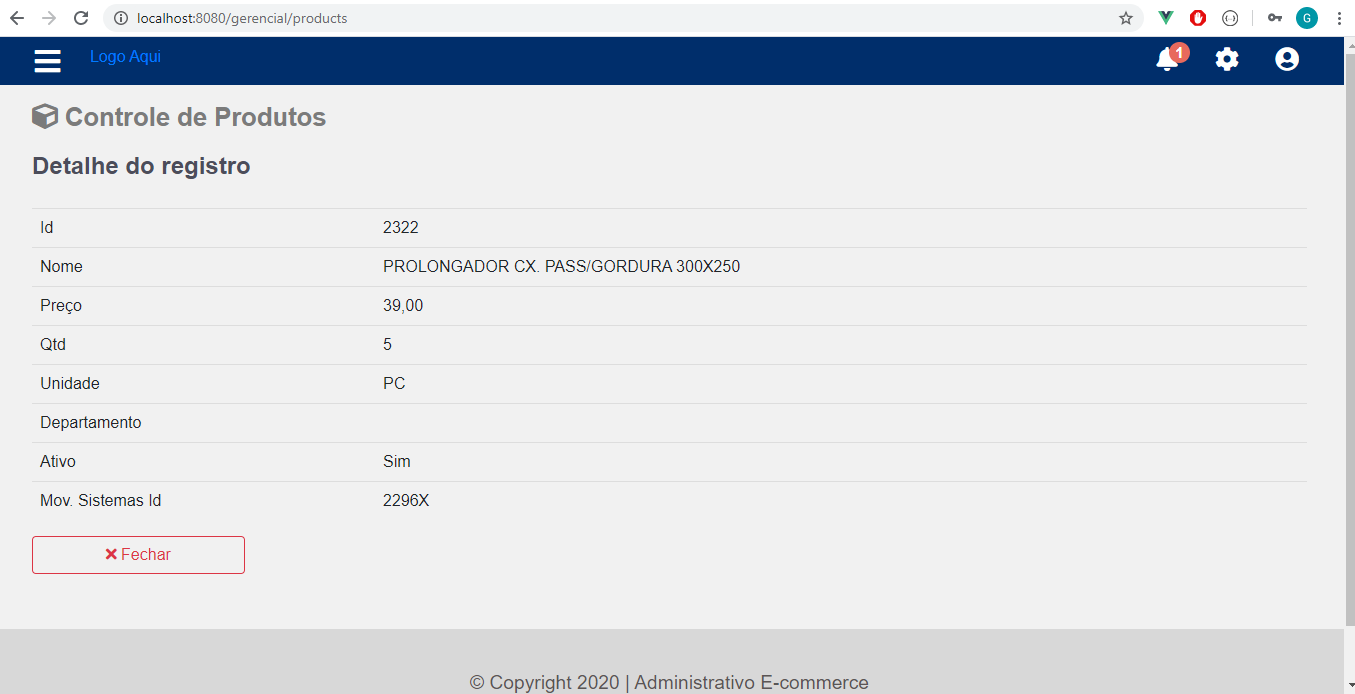 localhost:8080/gerencial/products
G
Logo Aqui
1
Controle de Produtos
Detalhe do registro
Id 2322
Nome PROLONGADOR CX. PASS/GORDURA 300X250
Preço 39,00
Qtd 5
Unidade PC
Departamento
Ativo Sim
Mov. Sistemas Id 2296X
Fechar
© Copyright 2020 | Administrativo E-commerce